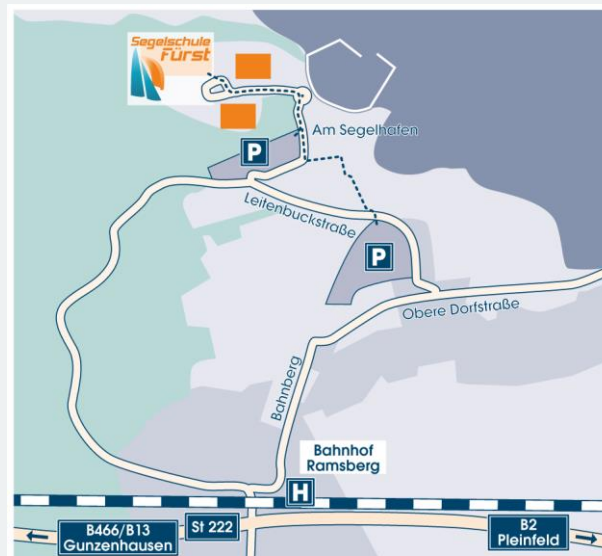 Segelschule
Fürst
Am Segelhafen
P
Leitenbuckstraße
P
Obere Dorfstraße
Bahnberg
Bahnhof
Ramsberg
H
B466/B13
Gunzenhausen
St 222
B2
Pleinfeld